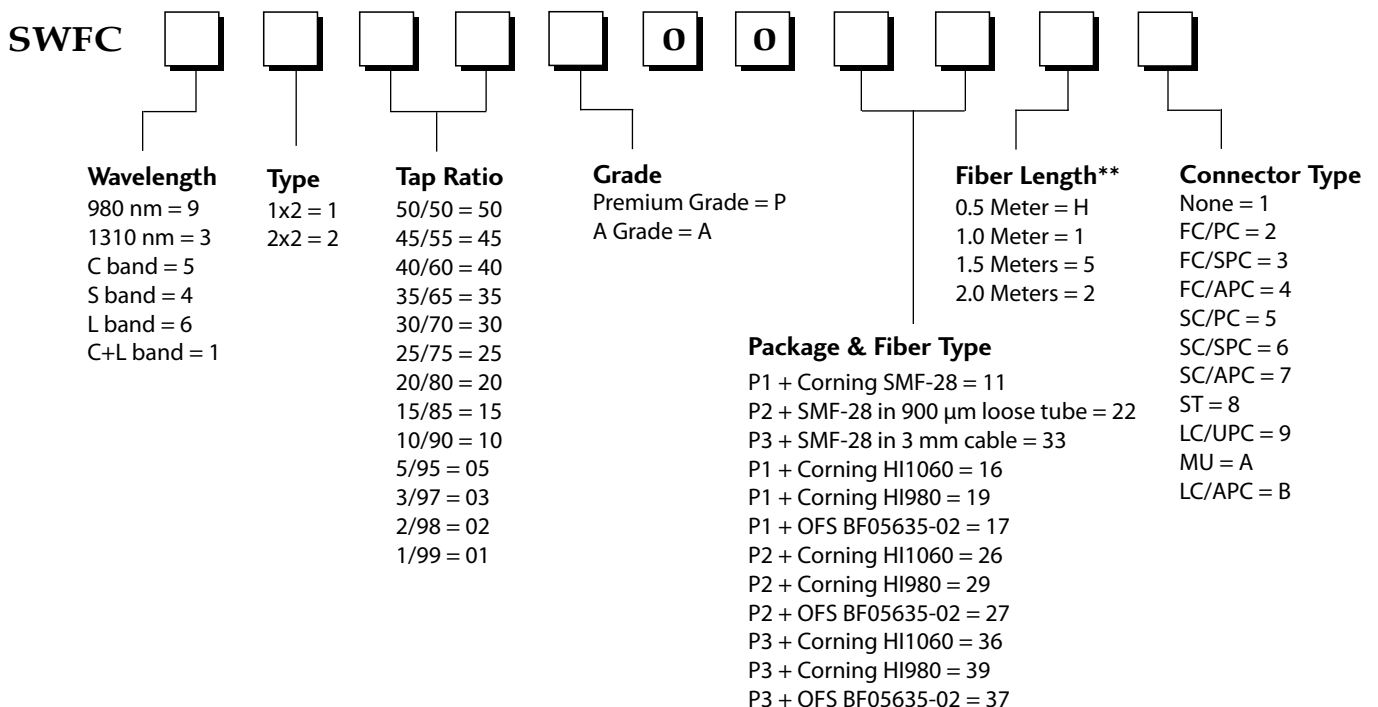 SWFC 0 0
Wavelength
980 nm = 9
1310 nm = 3
C band = 5
S band = 4
L band = 6
C+L band = 1
Type
1x2 = 1
2x2 = 2
Tap Ratio
50/50 = 50
45/55 = 45
40/60 = 40
35/65 = 35
30/70 = 30
25/75 = 25
20/80 = 20
15/85 = 15
10/90 = 10
5/95 = 05
3/97 = 03
2/98 = 02
1/99 = 01
Grade
Premium Grade = P
A Grade = A
Package & Fiber Type
P1 + Corning SMF-28 = 11
P2 + SMF-28 in 900 μm loose tube = 22
P3 + SMF-28 in 3 mm cable = 33
P1 + Corning HI1060 = 16
P1 + Corning HI980 = 19
P1 + OFS BF05635-02 = 17
P2 + Corning HI1060 = 26
P2 + Corning HI980 = 29
P2 + OFS BF05635-02 = 27
P3 + Corning HI1060 = 36
P3 + Corning HI980 = 39
P3 + OFS BF05635-02 = 37
Fiber Length**
0.5 Meter = H
1.0 Meter = 1
1.5 Meters = 5
2.0 Meters = 2
Connector Type
None = 1
FC/PC = 2
FC/SPC = 3
FC/APC = 4
SC/PC = 5
SC/SPC = 6
SC/APC = 7
ST = 8
LC/UPC = 9
MU = A
LC/APC = B